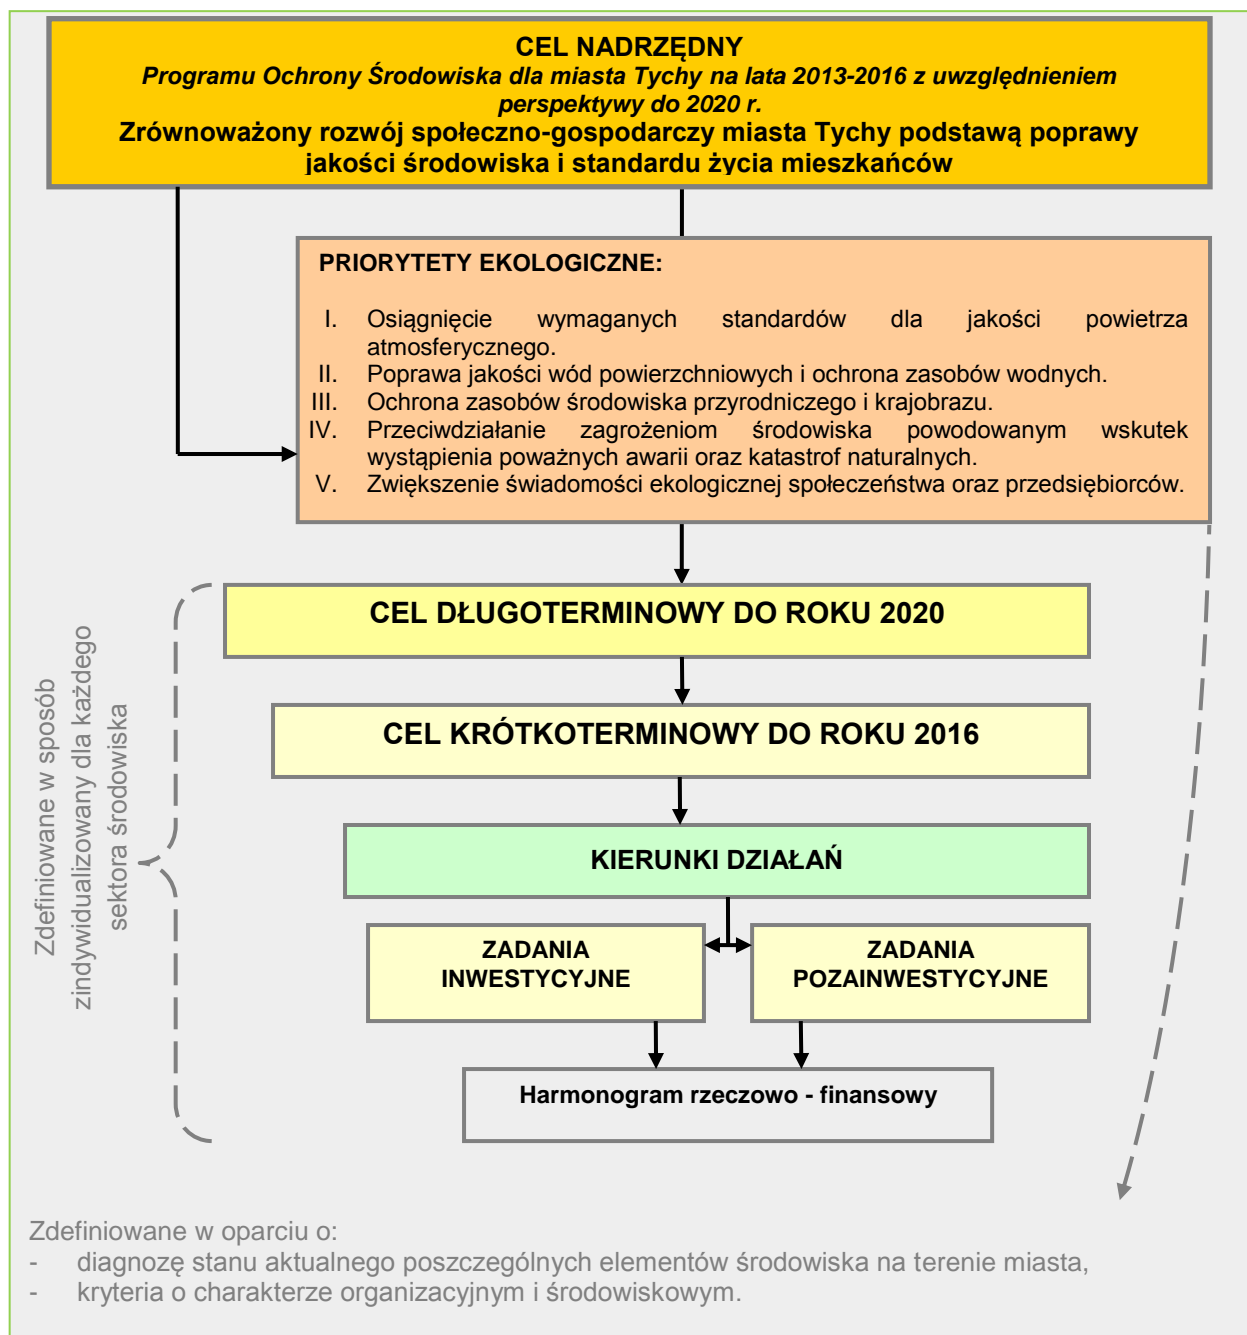 CEL NADRZĘDNY
Programu Ochrony Środowiska dla miasta Tychy na lata 2013-2016 z uwzględnieniem
perspektywy do 2020 r.
Zrównoważony rozwój społeczno-gospodarczy miasta Tychy podstawą poprawy
jakości środowiska i standardu życia mieszkańców
PRIORYTETY EKOLOGICZNE:
I. Osiągnięcie wymaganych standardów dla jakości powietrza
atmosferycznego.
II. Poprawa jakości wód powierzchniowych i ochrona zasobów wodnych.
III. Ochrona zasobów środowiska przyrodniczego i krajobrazu.
IV. Przeciwdziałanie zagrożeniom środowiska powodowanym wskutek
wystąpienia poważnych awarii oraz katastrof naturalnych.
V. Zwiększenie świadomości ekologicznej społeczeństwa oraz przedsiębiorców.
CEL DŁUGOTERMINOWY DO ROKU 2020
CEL KRÓTKOTERMINOWY DO ROKU 2016
KIERUNKI DZIAŁAŃ
ZADANIA
INWESTYCYJNE
ZADANIA
POZAINWESTYCYJNE
Harmonogram rzeczowo - finansowy
Zdefiniowane w sposób
zindywidualizowany dla każdego
sektora środowiska
Zdefiniowane w oparciu o:
- diagnozę stanu aktualnego poszczególnych elementów środowiska na terenie miasta,
- kryteria o charakterze organizacyjnym i środowiskowym.